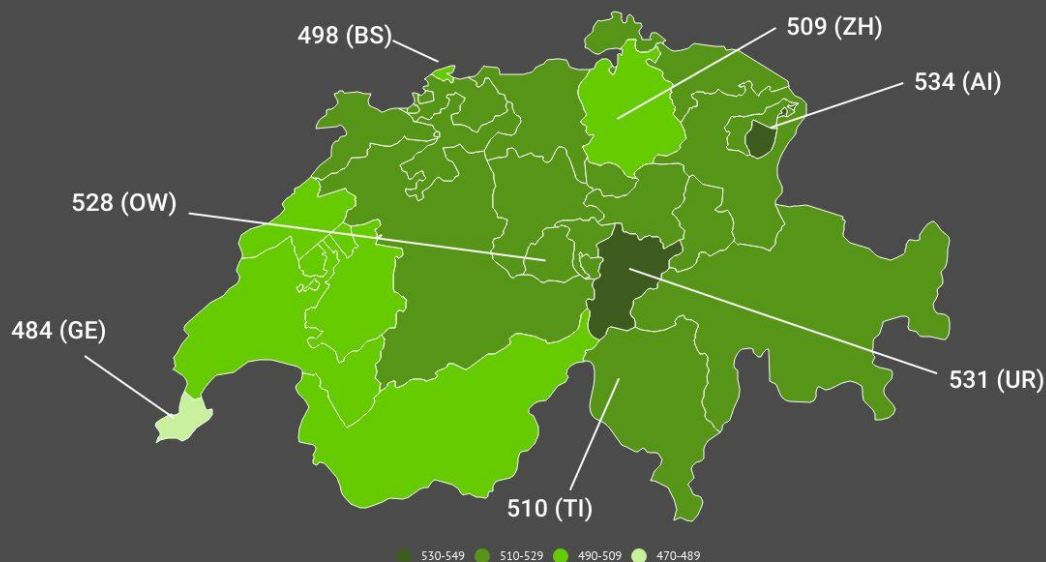 509 (ZH)
498 (BS)
534 (AI)
528 (OW)
484 (GE)
531 (UR)
510 (TI)
530-549 510-529 490-509 470-489